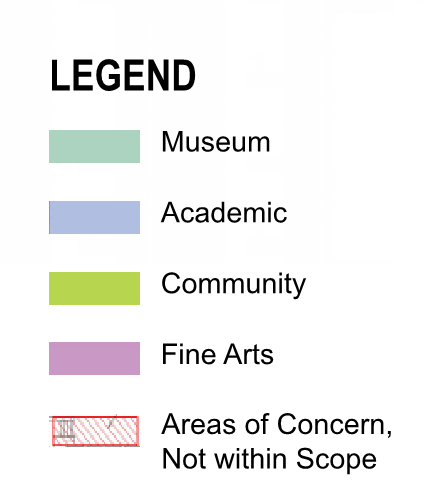 LEGEND
Museum
Academic
Community
Fine Arts
Areas of Concern,
Not within Scope